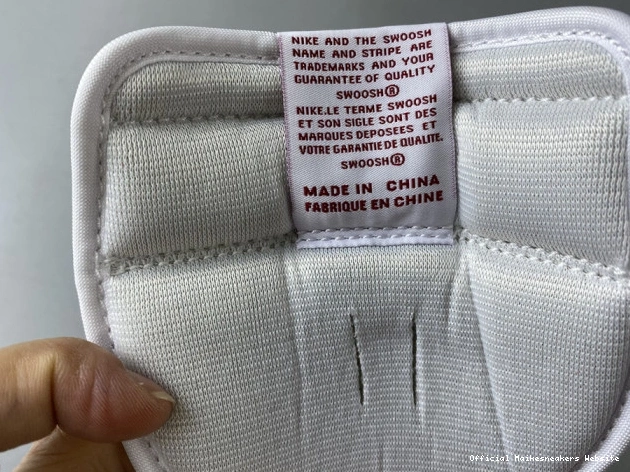 NIKE AND THE SWOOSH
NAME AND STRIPE ARE
TRADEMARKS AND YOUR
GUARANTEE OF QUALITY
SWOOSH®
NIKE.LE TERME SWOOSH
ET SON SIGLE SONT DES
MARQUES DEPOSEES ET
VOTRE GARANTIE DE QUALITE.
SWOOSH®
MADE IN CHINA
FABRIQUE EN CHINE
Official Maikesneakers Website